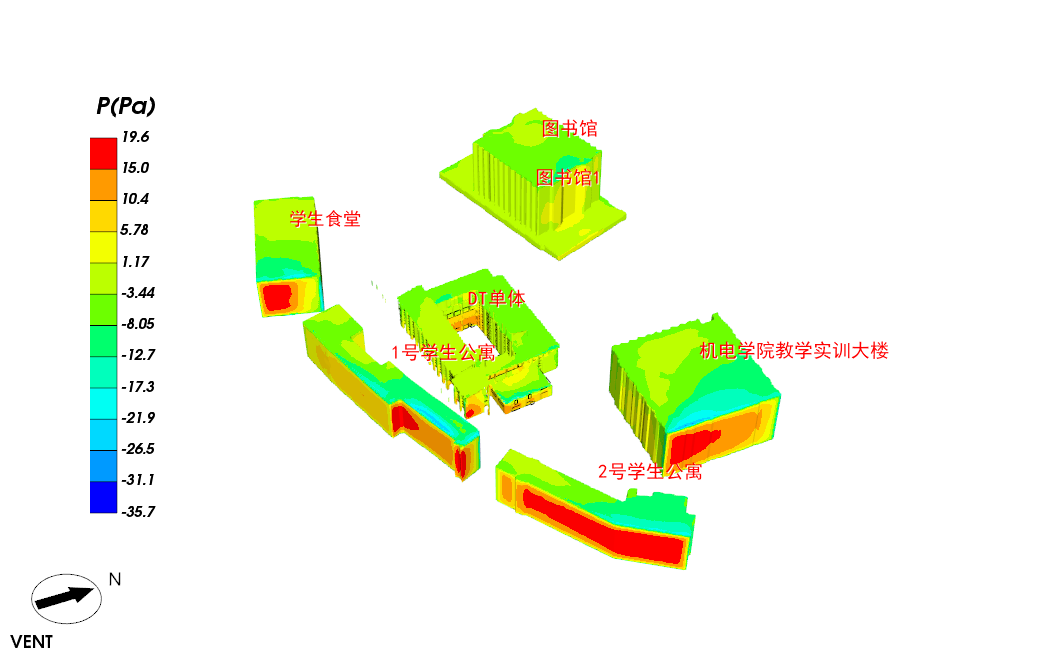 P(Pa)
19.6
15.0
10.4
5.78
1.17
-3.44
-8.05
-12.7
-17.3
-21.9
-26.5
-31.1
-35.7
图书馆
图书馆1
学生食堂
DT单体
1号学生公寓
机电学院教学实训大楼
2号学生公寓
N
VENT